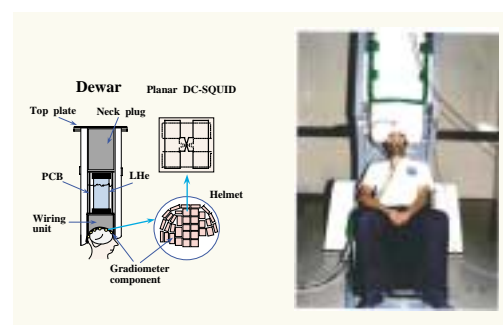 Dewar
Planar DC-SQUID
Top plate
Neck plug
PCB
LHe
Helmet
Wiring
unit
Gradiometer
component